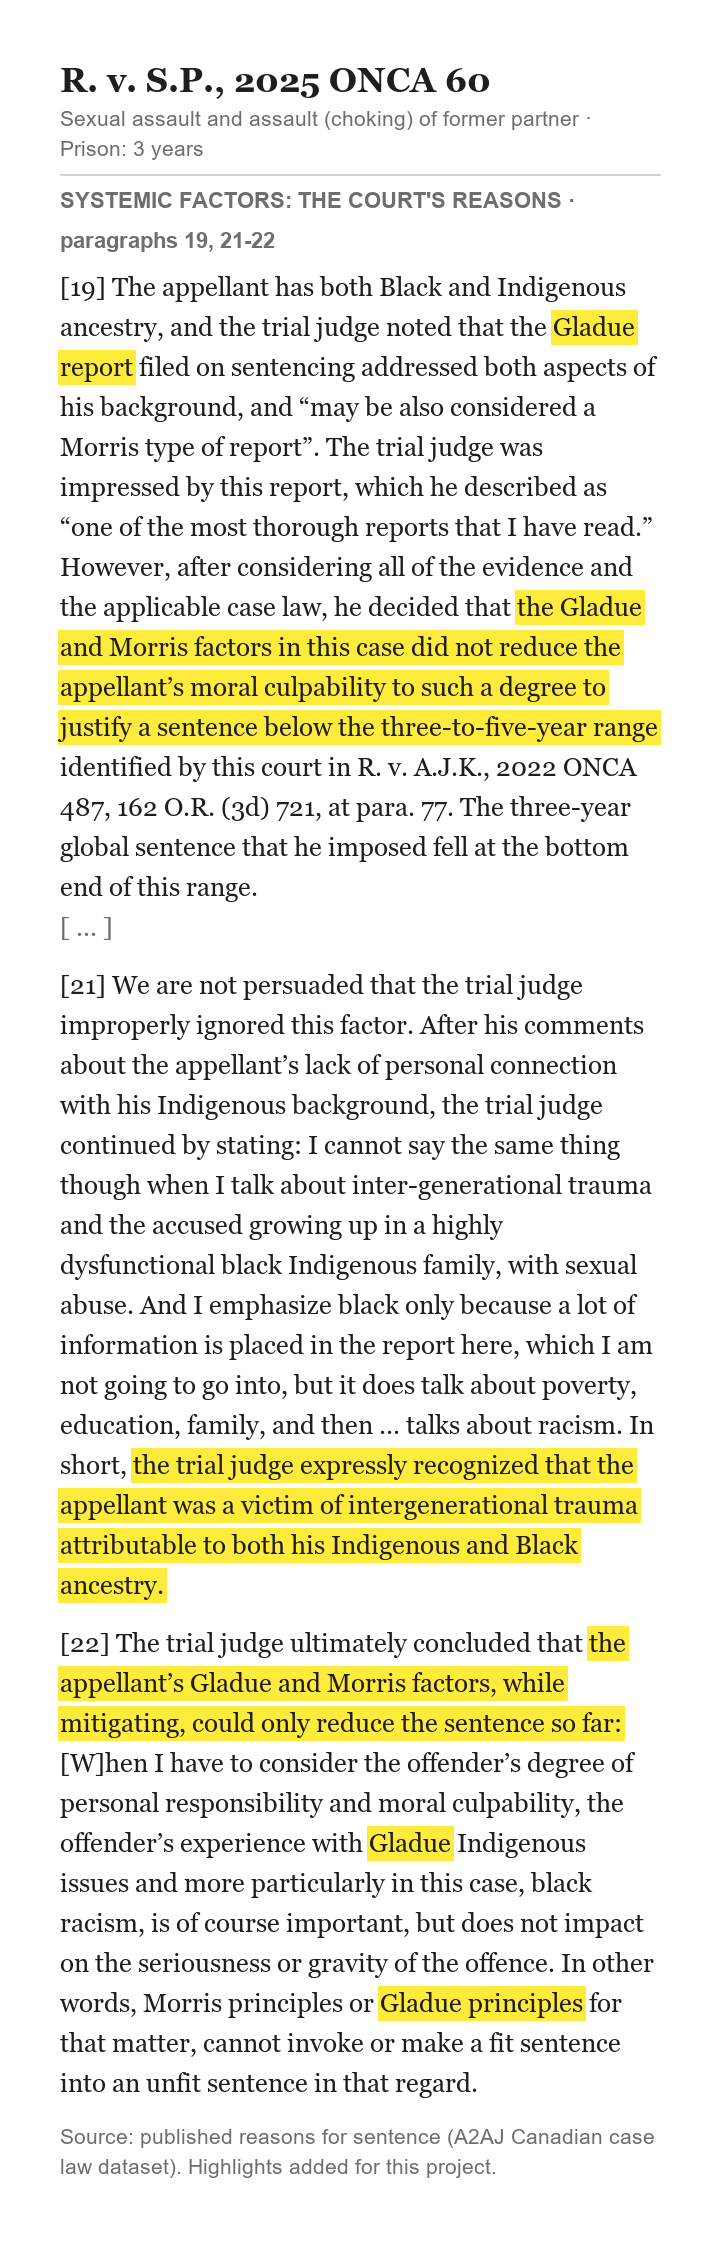 R. v. S.P., 2025 ONCA 60
Sexual assault and assault (choking) of former partner ·
Prison: 3 years
SYSTEMIC FACTORS: THE COURT'S REASONS ·
paragraphs 19, 21-22
[19] The appellant has both Black and Indigenous
ancestry, and the trial judge noted that the Gladue
report filed on sentencing addressed both aspects of
his background, and “may be also considered a
Morris type of report”. The trial judge was
impressed by this report, which he described as
“one of the most thorough reports that I have read.”
However, after considering all of the evidence and
the applicable case law, he decided that the Gladue
and Morris factors in this case did not reduce the
appellant’s moral culpability to such a degree to
justify a sentence below the three-to-five-year range
identified by this court in R. v. A.J.K., 2022 ONCA
487, 162 O.R. (3d) 721, at para. 77. The three-year
global sentence that he imposed fell at the bottom
end of this range.
[ ... ]
[21] We are not persuaded that the trial judge
improperly ignored this factor. After his comments
about the appellant’s lack of personal connection
with his Indigenous background, the trial judge
continued by stating: I cannot say the same thing
though when I talk about inter-generational trauma
and the accused growing up in a highly
dysfunctional black Indigenous family, with sexual
abuse. And I emphasize black only because a lot of
information is placed in the report here, which I am
not going to go into, but it does talk about poverty,
education, family, and then ... talks about racism. In
short, the trial judge expressly recognized that the
appellant was a victim of intergenerational trauma
attributable to both his Indigenous and Black
ancestry.
[22] The trial judge ultimately concluded that the
appellant’s Gladue and Morris factors, while
mitigating, could only reduce the sentence so far:
[W]hen I have to consider the offender’s degree of
personal responsibility and moral culpability, the
offender’s experience with Gladue Indigenous
issues and more particularly in this case, black
racism, is of course important, but does not impact
on the seriousness or gravity of the offence. In other
words, Morris principles or Gladue principles for
that matter, cannot invoke or make a fit sentence
into an unfit sentence in that regard.
Source: published reasons for sentence (A2AJ Canadian case
law dataset). Highlights added for this project.